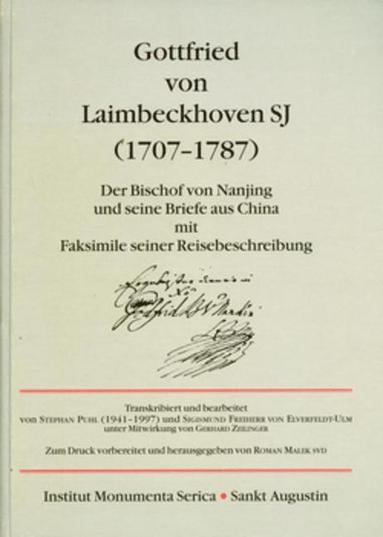 Gottfried
von
Laimbeckhoven SJ
(1707–1787)
Der Bischof von Nanjing
und seine Briefe aus China
mit
Faksimile seiner Reisebeschreibung
Transkribiert und bearbeitet
von Stephan Puhl (1941–1997) und Sigismund Freiherr von Elverfeldt-Ulm
unter Mitwirkung von Gerhard Zeilinger
Zum Druck vorbereitet und herausgegeben von Roman Malek SVD
Institut Monumenta Serica • Sankt Augustin